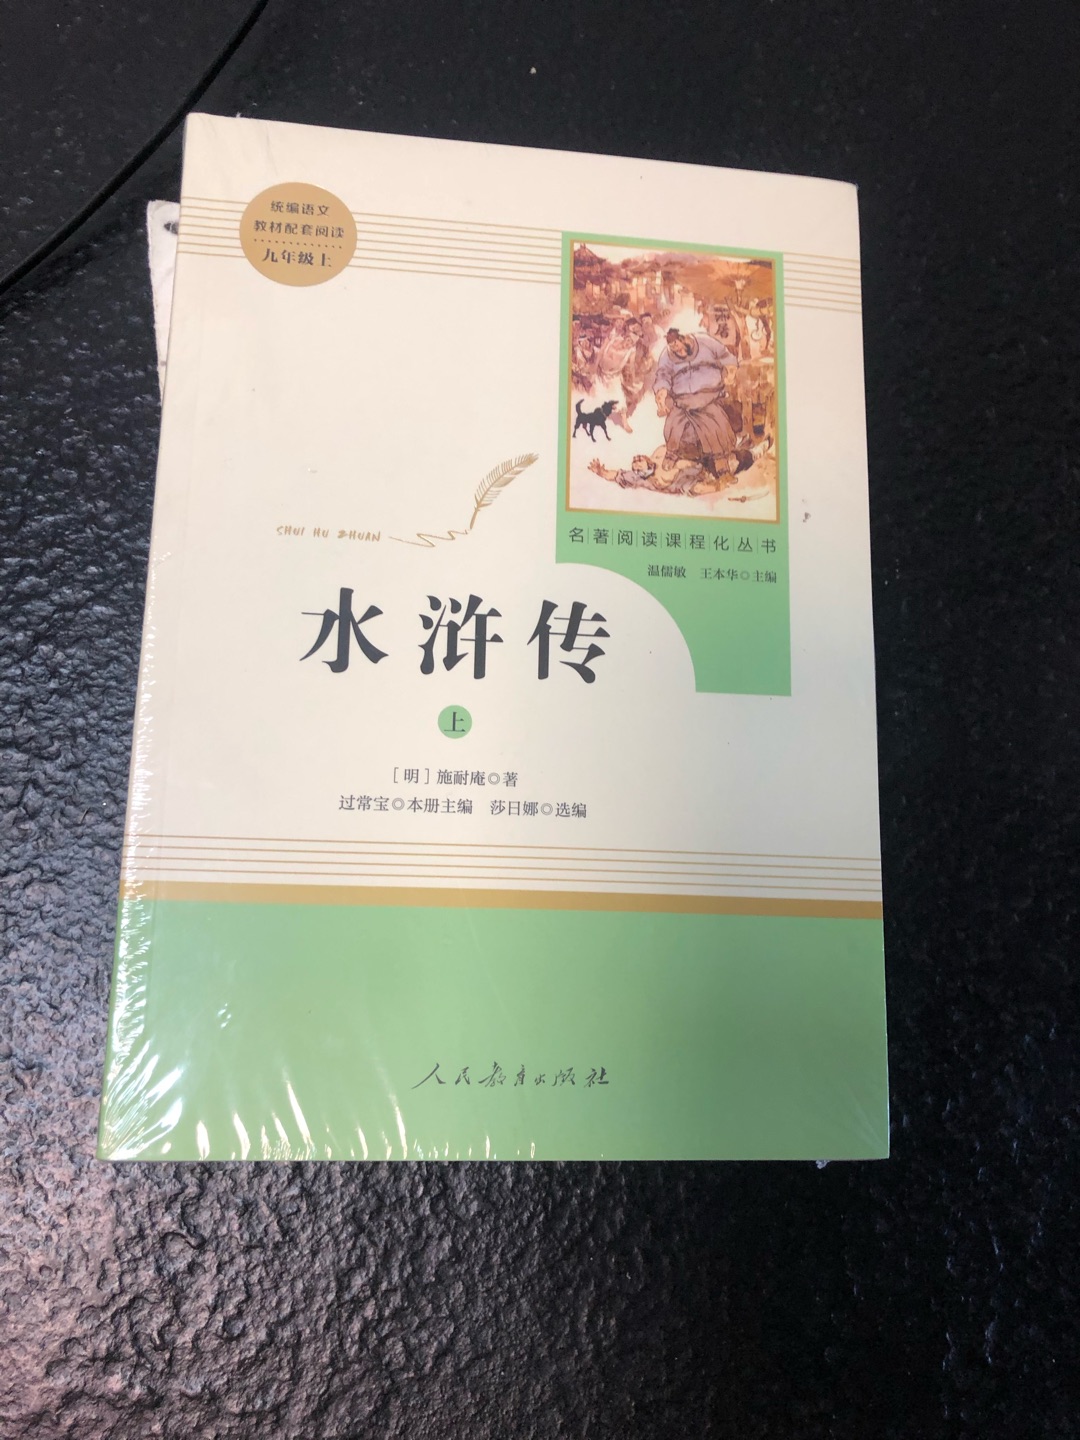 统编语文
教材配套阅读
九年级上
名著阅读课程化丛书
温儒敏 王本华◎主编
SHUI HU ZHUAN
水浒传
上
[明]施耐庵◎著
过常宝◎本册主编 莎日娜◎选编
人民教育出版社